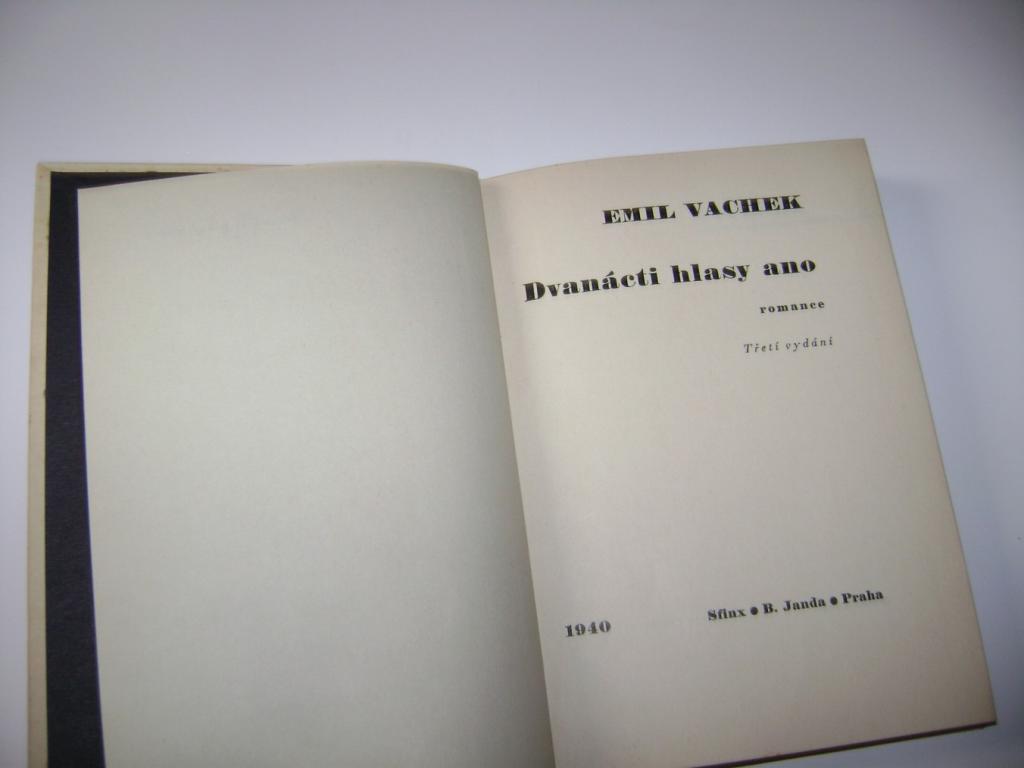 EMIL VACHEK
Dvanácti hlasy ano
romance
Třetí vydání
1940
Sfinx • B. Janda • Praha